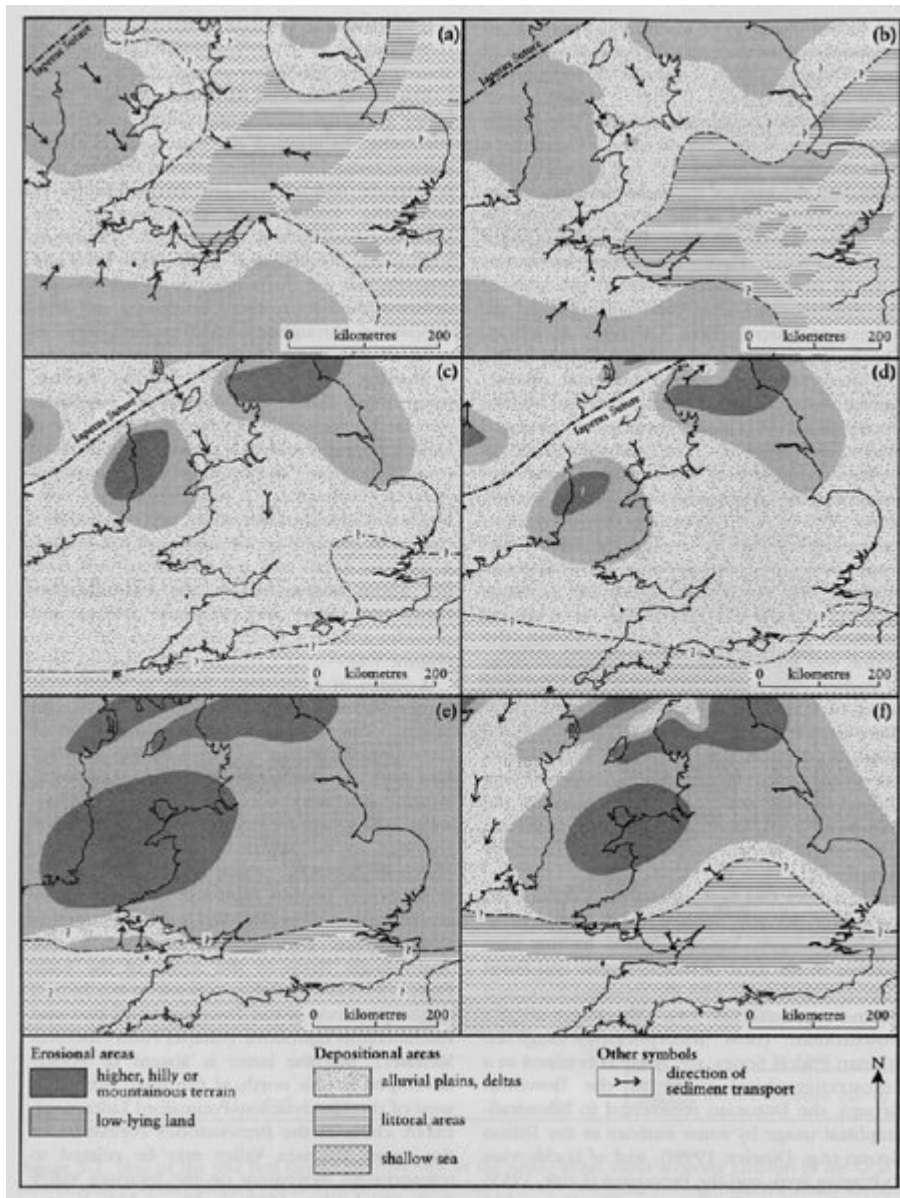 (a)
Iapetus Suture
?
?
?
?
0 kilometres 200
(b)
Iapetus Suture
?
?
?
?
0 kilometres 200
(c)
Iapetus Suture
?
?
?
0 kilometres 200
(d)
Iapetus Suture
?
?
?
0 kilometres 200
(e)
?
?
?
0 kilometres 200
(f)
?
?
?
0 kilometres 200
Erosional areas
higher, hilly or
mountainous terrain
low-lying land
Depositional areas
alluvial plains, deltas
littoral areas
shallow sea
Other symbols
direction of
sediment transport
N